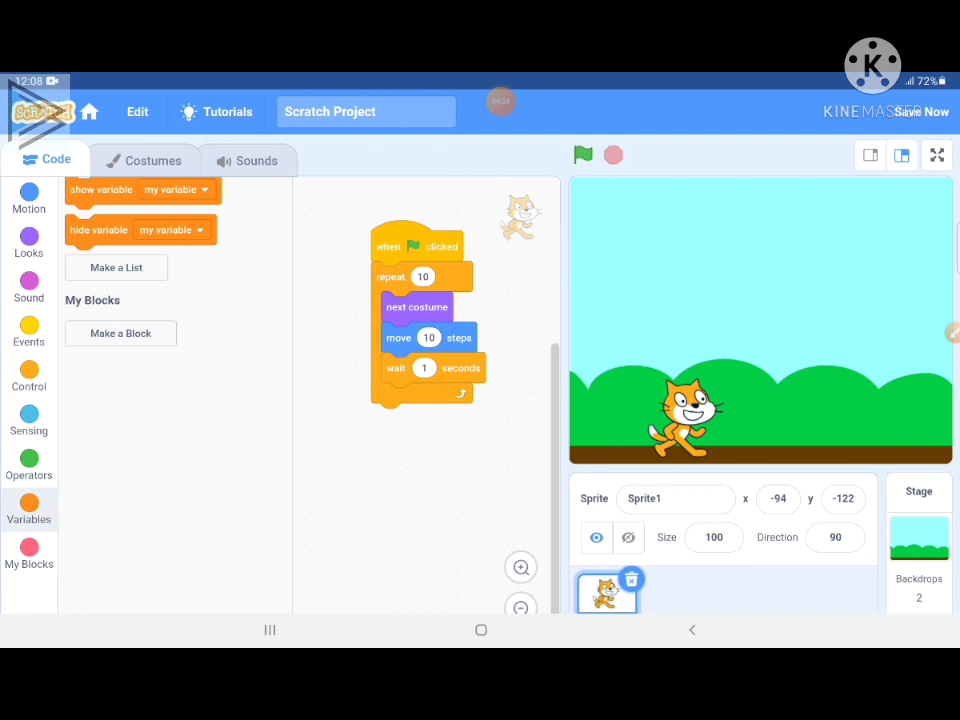 12:08
72%
K
04:24
SCRATCH
Edit
Tutorials
Scratch Project
KINEMASTER
Save Now
Code
Costumes
Sounds
Motion
Looks
Sound
Events
Control
Sensing
Operators
Variables
My Blocks
show variable my variable
hide variable my variable
Make a List
My Blocks
Make a Block
when clicked
repeat 10
next costume
move 10 steps
wait 1 seconds
Sprite Sprite1 x -94 y -122
Size 100 Direction 90
Stage
Backdrops
2